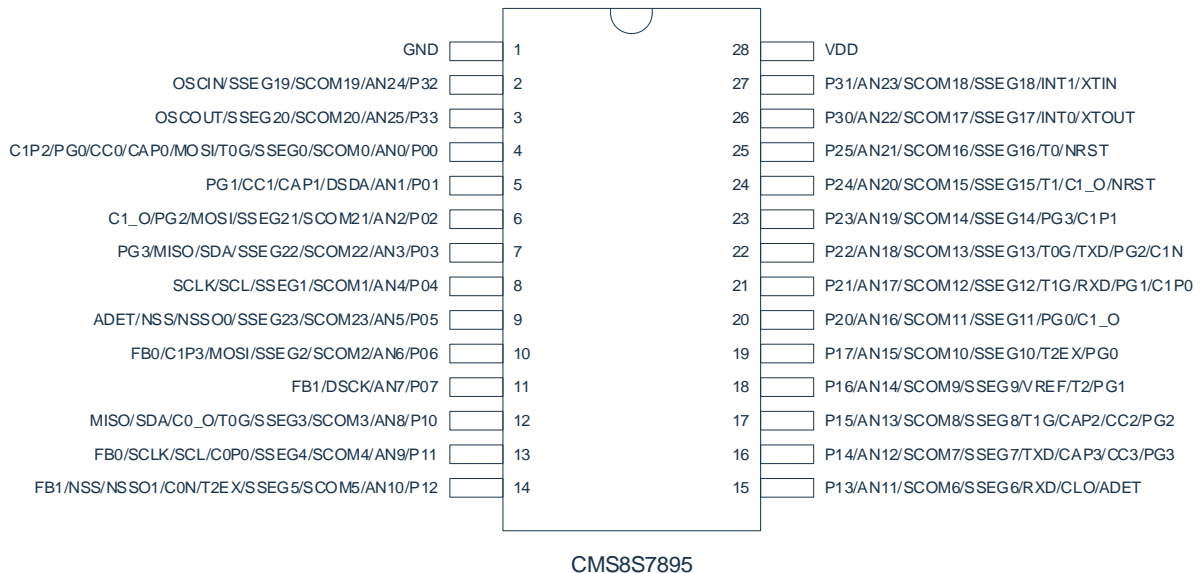 GND 1 28 VDD
OSCIN/SSEG19/SCOM19/AN24/P32 2 27 P31/AN23/SCOM18/SSEG18/INT1/XTIN
OSCOUT/SSEG20/SCOM20/AN25/P33 3 26 P30/AN22/SCOM17/SSEG17/INT0/XTOUT
C1P2/PG0/CC0/CAP0/MOSI/T0G/SSEG0/SCOM0/AN0/P00 4 25 P25/AN21/SCOM16/SSEG16/T0/NRST
PG1/CC1/CAP1/DSDA/AN1/P01 5 24 P24/AN20/SCOM15/SSEG15/T1/C1_O/NRST
C1_O/PG2/MOSI/SSEG21/SCOM21/AN2/P02 6 23 P23/AN19/SCOM14/SSEG14/PG3/C1P1
PG3/MISO/SDA/SSEG22/SCOM22/AN3/P03 7 22 P22/AN18/SCOM13/SSEG13/T0G/TXD/PG2/C1N
SCLK/SCL/SSEG1/SCOM1/AN4/P04 8 21 P21/AN17/SCOM12/SSEG12/T1G/RXD/PG1/C1P0
ADET/NSS/NSSO0/SSEG23/SCOM23/AN5/P05 9 20 P20/AN16/SCOM11/SSEG11/PG0/C1_O
FB0/C1P3/MOSI/SSEG2/SCOM2/AN6/P06 10 19 P17/AN15/SCOM10/SSEG10/T2EX/PG0
FB1/DSCK/AN7/P07 11 18 P16/AN14/SCOM9/SSEG9/VREF/T2/PG1
MISO/SDA/C0_O/T0G/SSEG3/SCOM3/AN8/P10 12 17 P15/AN13/SCOM8/SSEG8/T1G/CAP2/CC2/PG2
FB0/SCLK/SCL/C0P0/SSEG4/SCOM4/AN9/P11 13 16 P14/AN12/SCOM7/SSEG7/TXD/CAP3/CC3/PG3
FB1/NSS/NSSO1/C0N/T2EX/SSEG5/SCOM5/AN10/P12 14 15 P13/AN11/SCOM6/SSEG6/RXD/CLO/ADET
CMS8S7895